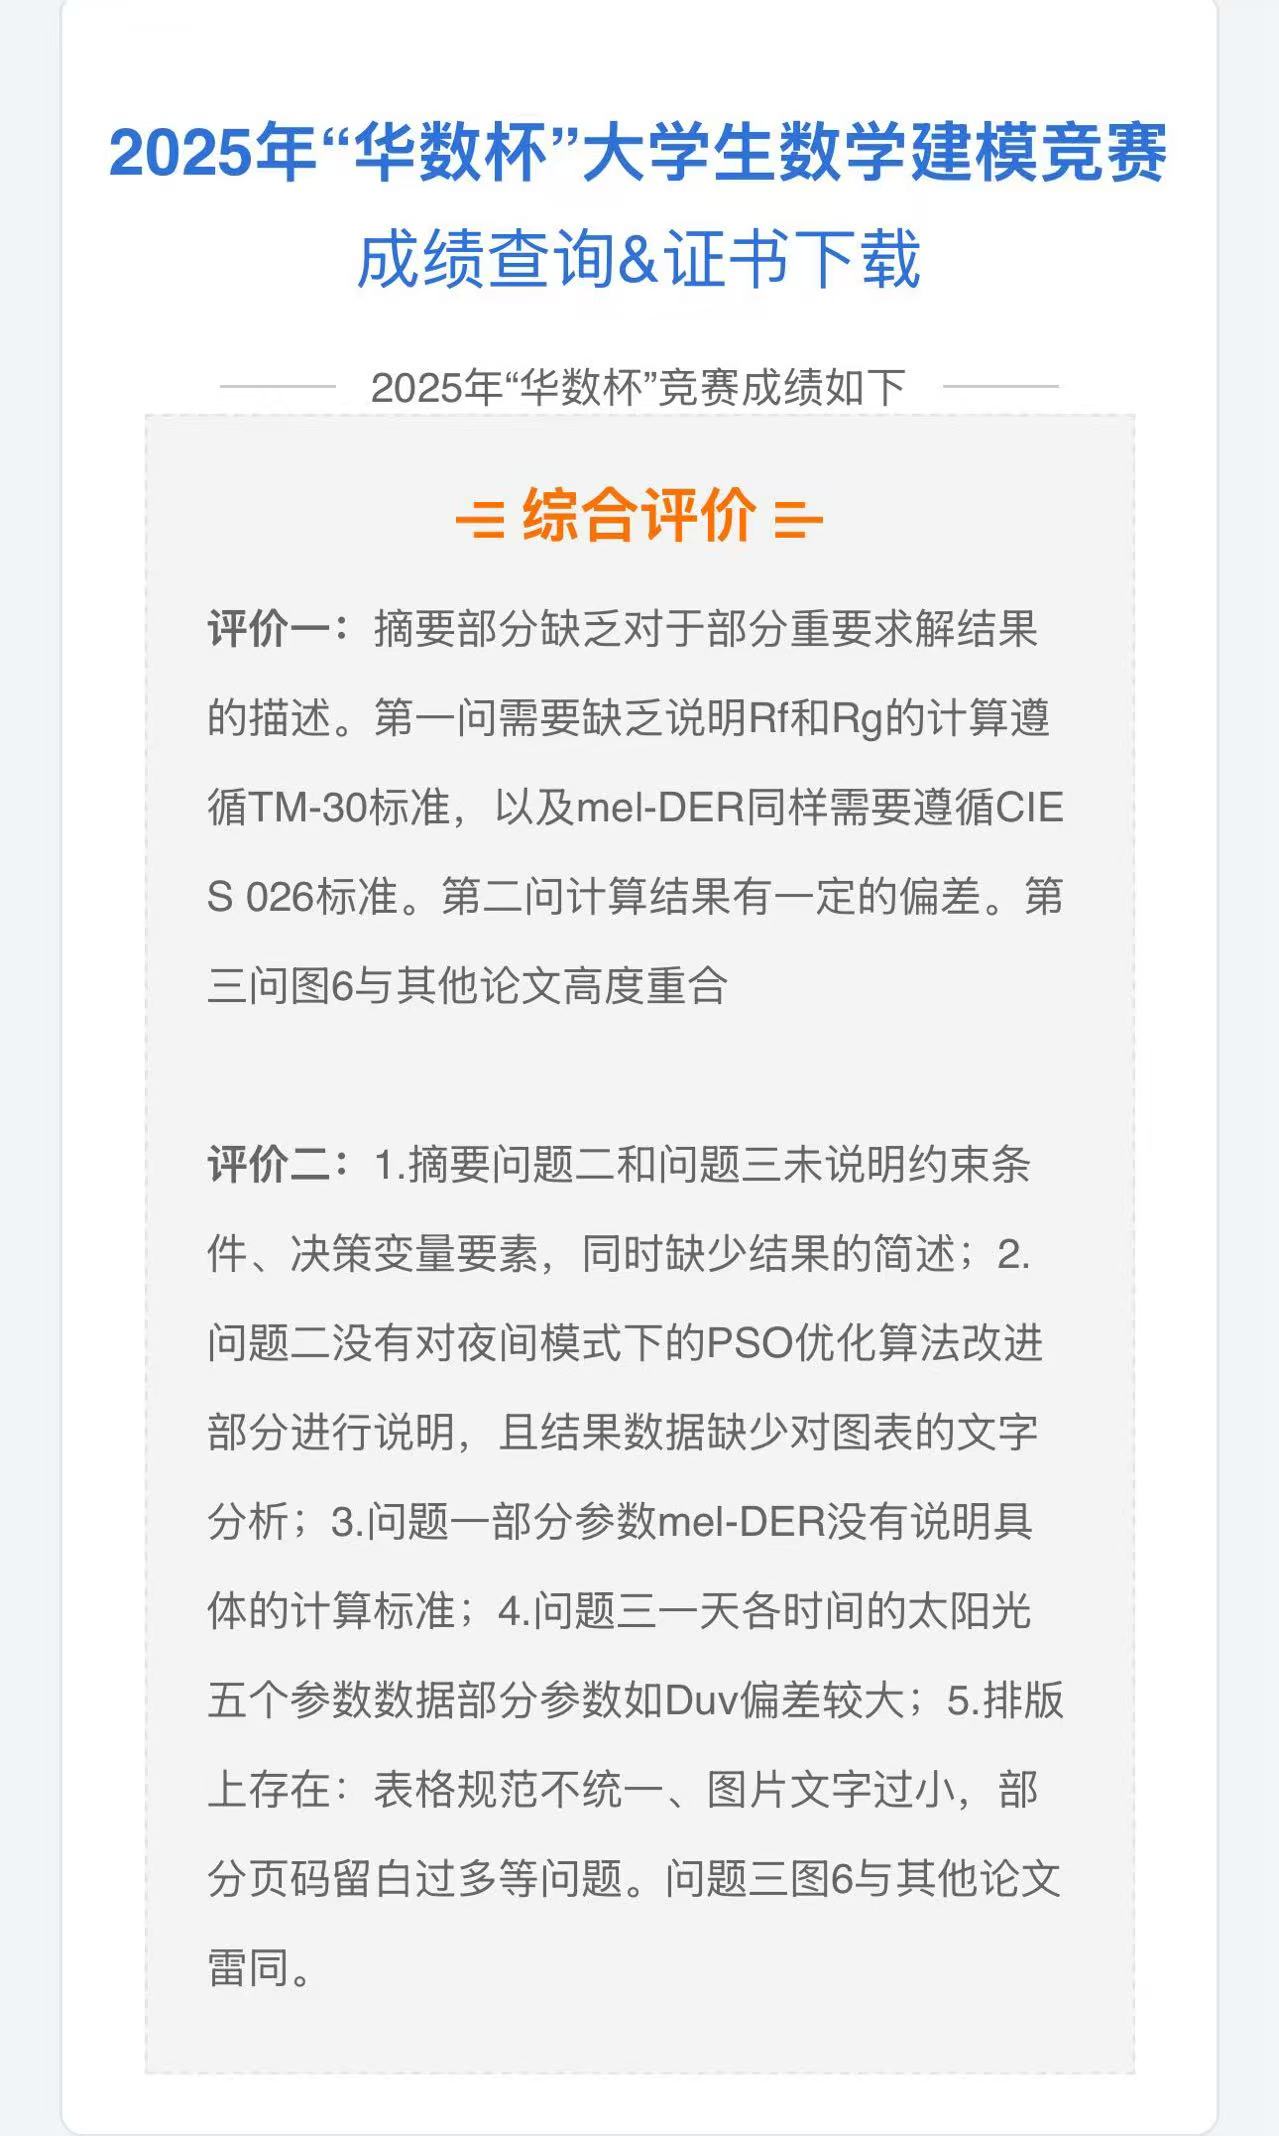 2025年“华数杯”大学生数学建模竞赛
成绩查询&证书下载
2025年“华数杯”竞赛成绩如下
综合评价
评价一：摘要部分缺乏对于部分重要求解结果
的描述。第一问需要缺乏说明Rf和Rg的计算遵
循TM-30标准，以及mel-DER同样需要遵循CIE
S 026标准。第二问计算结果有一定的偏差。第
三问图6与其他论文高度重合
评价二：1.摘要问题二和问题三未说明约束条
件、决策变量要素，同时缺少结果的简述；2.
问题二没有对夜间模式下的PSO优化算法改进
部分进行说明，且结果数据缺少对图表的文字
分析；3.问题一部分参数mel-DER没有说明具
体的计算标准；4.问题三一天各时间的太阳光
五个参数数据部分参数如Duv偏差较大；5.排版
上存在：表格规范不统一、图片文字过小，部
分页码留白过多等问题。问题三图6与其他论文
雷同。